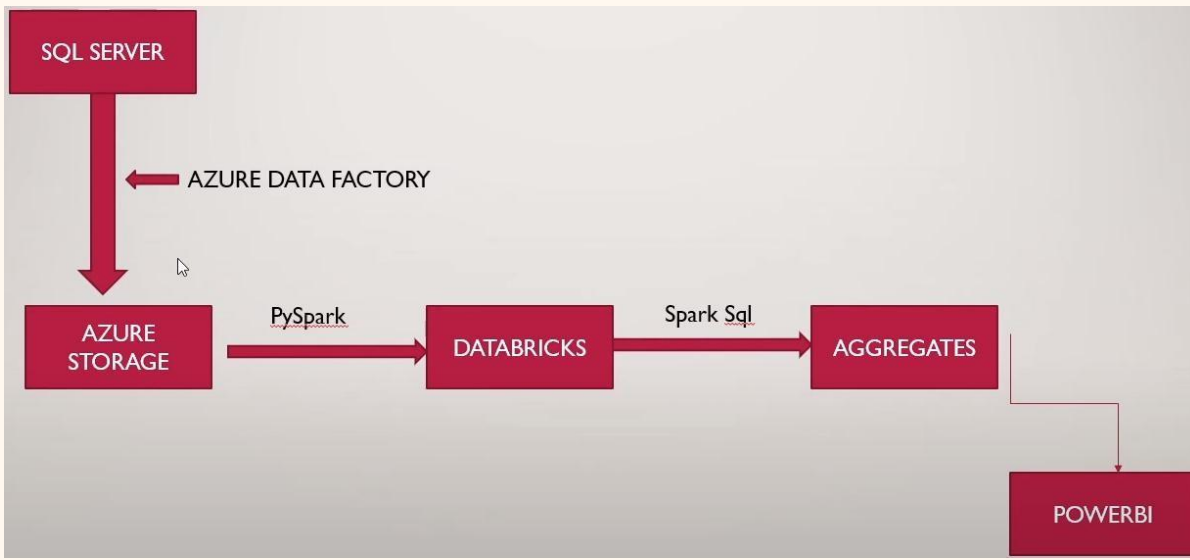 SQL SERVER
AZURE DATA FACTORY
AZURE
STORAGE
PySpark
DATABRICKS
Spark Sql
AGGREGATES
POWERBI